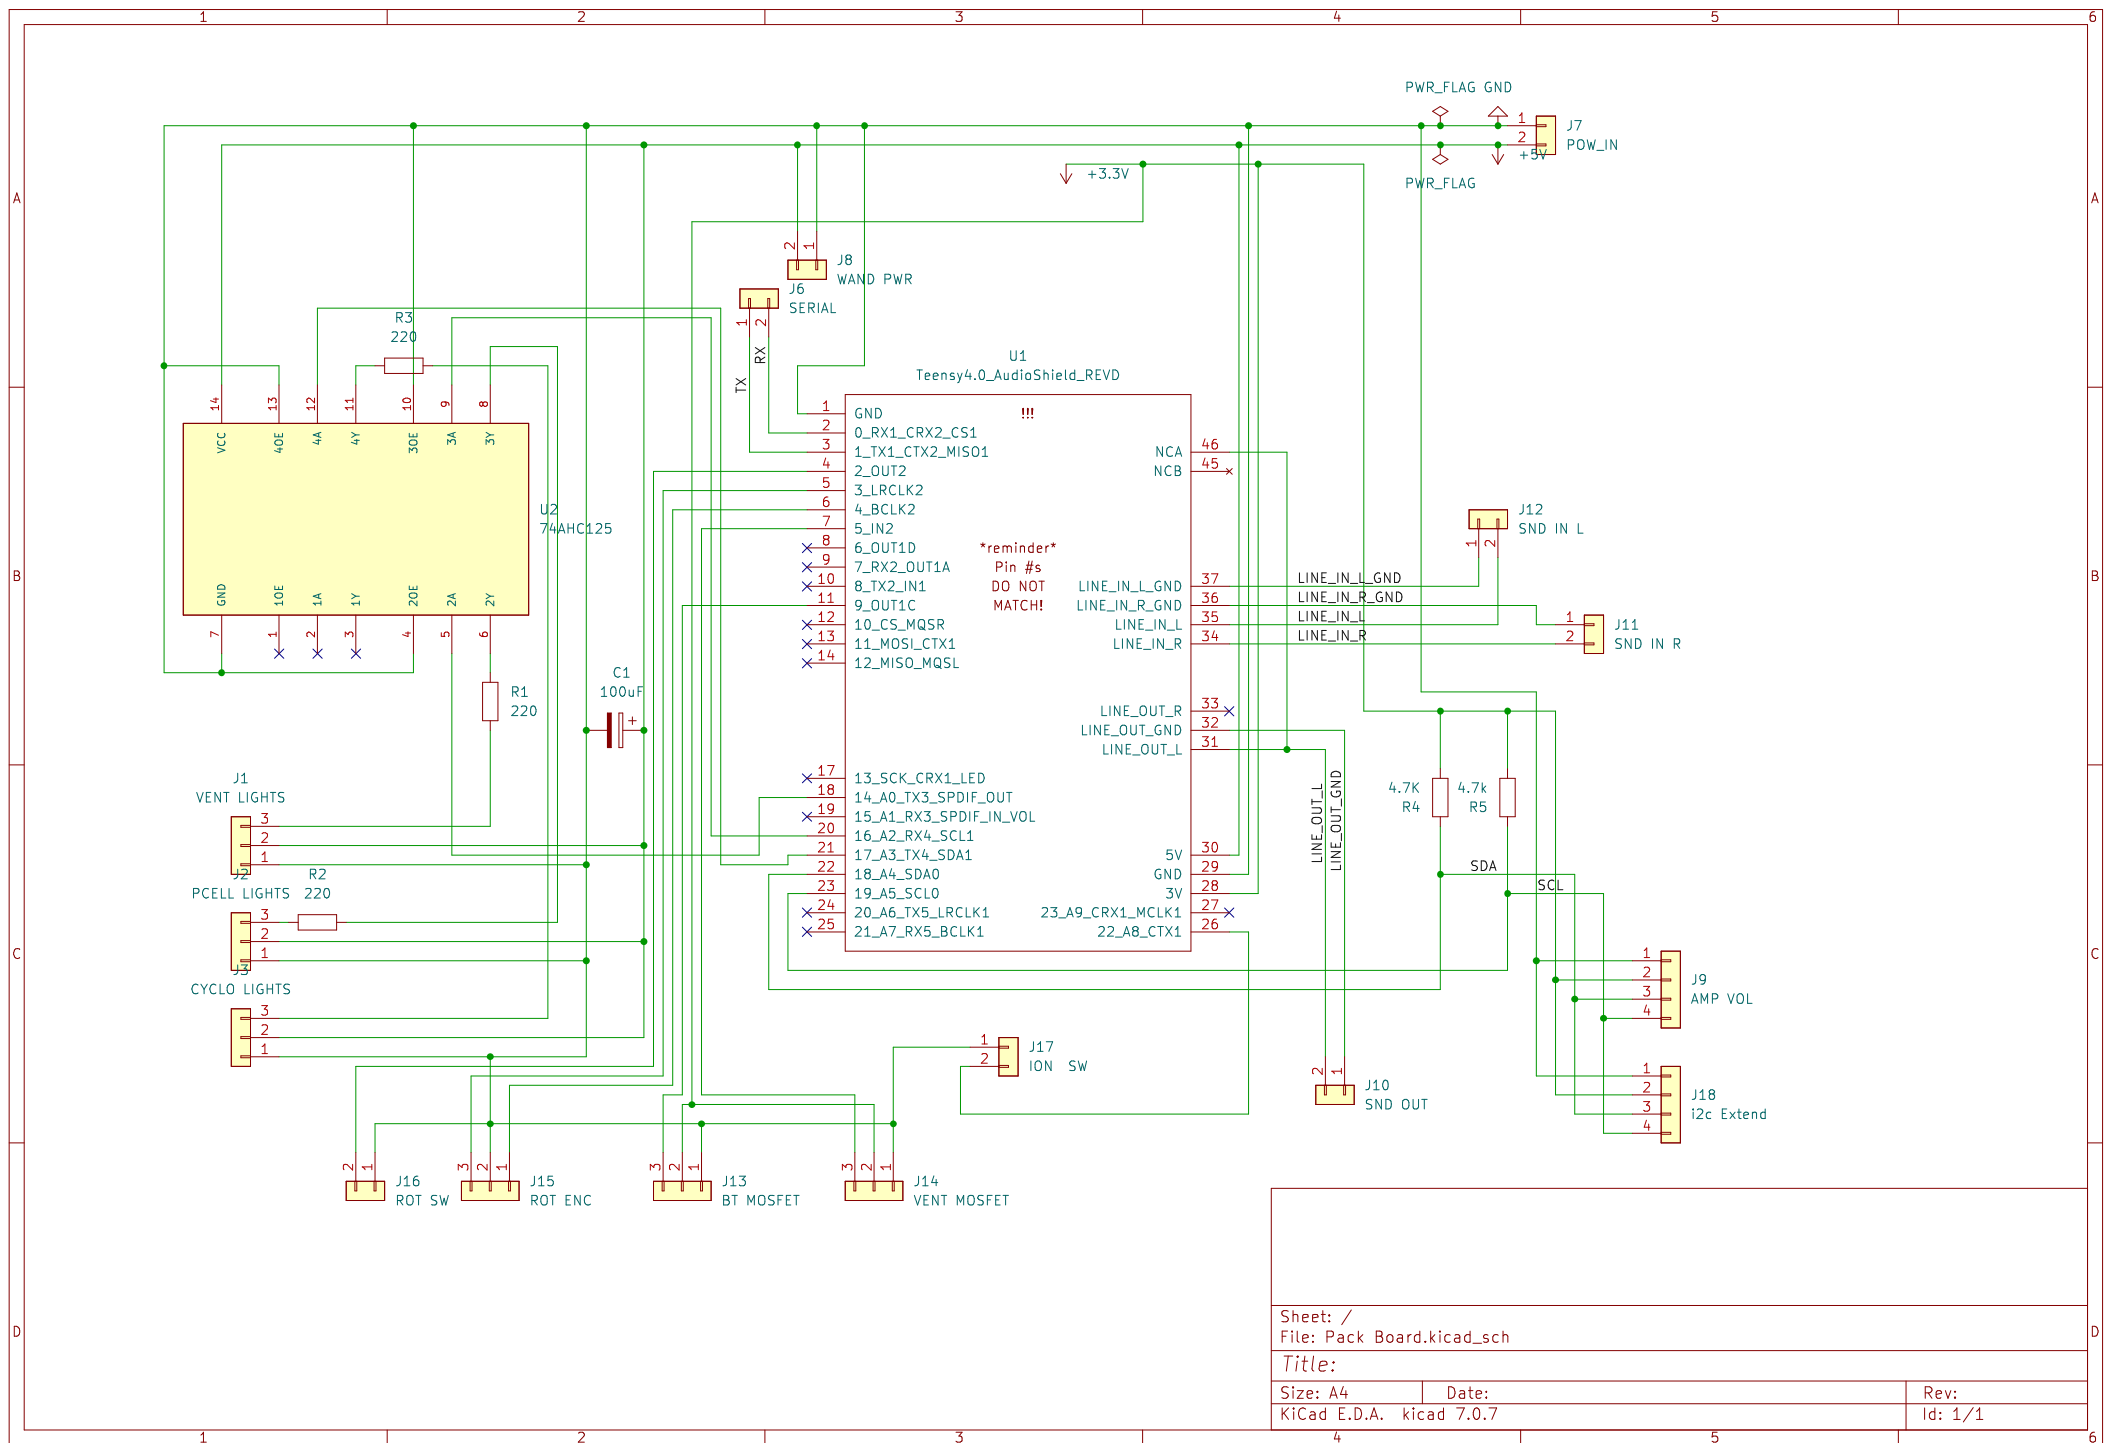 1 2 3 4 5 6
A
B
C
D
A
B
C
D
1 2 3 4 5 6
PWR_FLAG GND
1
2
J7
POW_IN
+5V
PWR_FLAG
+3.3V
2 1
J8
WAND PWR
J6
SERIAL
1 2
TX
RX
R3
220
14 13 12 11 10 9 8
VCC 4OE 4A 4Y 3OE 3A 3Y
U2
74AHC125
GND 1OE 1A 1Y 2OE 2A 2Y
7 1 2 3 4 5 6
R1
220
C1
100uF
+
U1
Teensy4.0_AudioShield_REVD
!!!
*reminder*
Pin #s
DO NOT
MATCH!
1 GND
2 0_RX1_CRX2_CS1
3 1_TX1_CTX2_MISO1
4 2_OUT2
5 3_LRCLK2
6 4_BCLK2
7 5_IN2
8 6_OUT1D
9 7_RX2_OUT1A
10 8_TX2_IN1
11 9_OUT1C
12 10_CS_MQSR
13 11_MOSI_CTX1
14 12_MISO_MQSL
17 13_SCK_CRX1_LED
18 14_A0_TX3_SPDIF_OUT
19 15_A1_RX3_SPDIF_IN_VOL
20 16_A2_RX4_SCL1
21 17_A3_TX4_SDA1
22 18_A4_SDA0
23 19_A5_SCL0
24 20_A6_TX5_LRCLK1
25 21_A7_RX5_BCLK1
NCA 46
NCB 45
LINE_IN_L_GND 37
LINE_IN_R_GND 36
LINE_IN_L 35
LINE_IN_R 34
LINE_OUT_R 33
LINE_OUT_GND 32
LINE_OUT_L 31
5V 30
GND 29
3V 28
23_A9_CRX1_MCLK1 27
22_A8_CTX1 26
LINE_IN_L_GND
LINE_IN_R_GND
LINE_IN_L
LINE_IN_R
J12
SND IN L
1 2
1
2
J11
SND IN R
LINE_OUT_L
LINE_OUT_GND
4.7K
R4
4.7k
R5
SDA
SCL
J1
VENT LIGHTS
3
2
1
J2
PCELL LIGHTS
R2
220
3
2
1
J3
CYCLO LIGHTS
3
2
1
1
2
3
4
J9
AMP VOL
1
2
J17
ION SW
2 1
J10
SND OUT
1
2
3
4
J18
i2c Extend
2 1
J16
ROT SW
3 2 1
J15
ROT ENC
3 2 1
J13
BT MOSFET
3 2 1
J14
VENT MOSFET
Sheet: /
File: Pack Board.kicad_sch
Title:
Size: A4 Date: Rev:
KiCad E.D.A. kicad 7.0.7 Id: 1/1